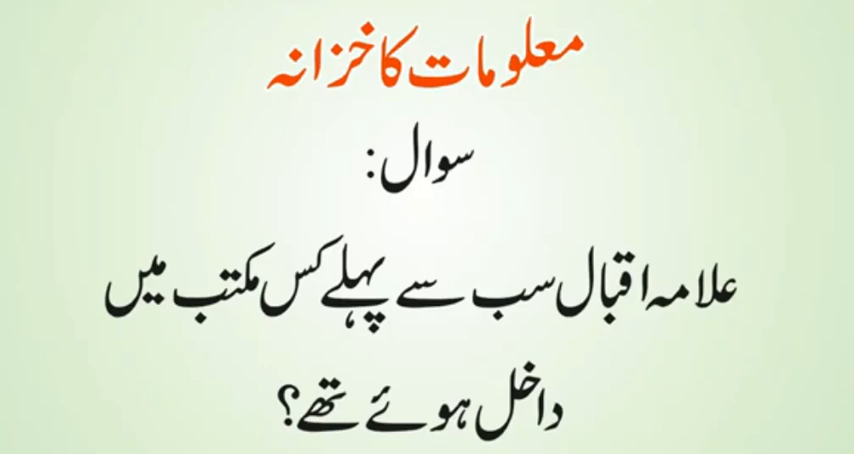 معلومات کا خزانہ
سوال:
علامہ اقبال سب سے پہلے کس مکتب میں
داخل ہوئے تھے؟